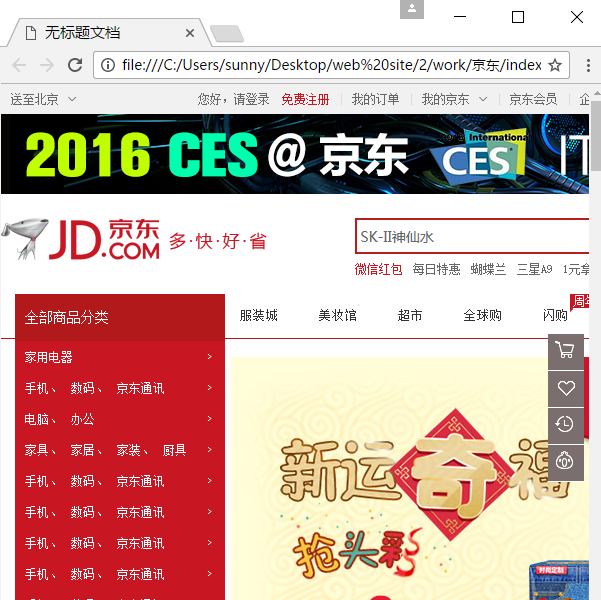 无标题文档
file:///C:/Users/sunny/Desktop/web%20site/2/work/京东/index
送至北京 您好，请登录 免费注册 我的订单 我的京东 京东会员 企
2016 CES @ 京东 International CES IT
JD.COM 京东 多·快·好·省
SK-II神仙水
微信红包 每日特惠 蝴蝶兰 三星A9 1元拿
全部商品分类 服装城 美妆馆 超市 全球购 闪购
家用电器 >
手机、 数码、 京东通讯 >
电脑、 办公 >
家具、 家居、 家装、 厨具 >
手机、 数码、 京东通讯 >
手机、 数码、 京东通讯 >
手机、 数码、 京东通讯 >
手机、 数码、 京东通讯 >
新运奇福
抢头彩
时尚定制